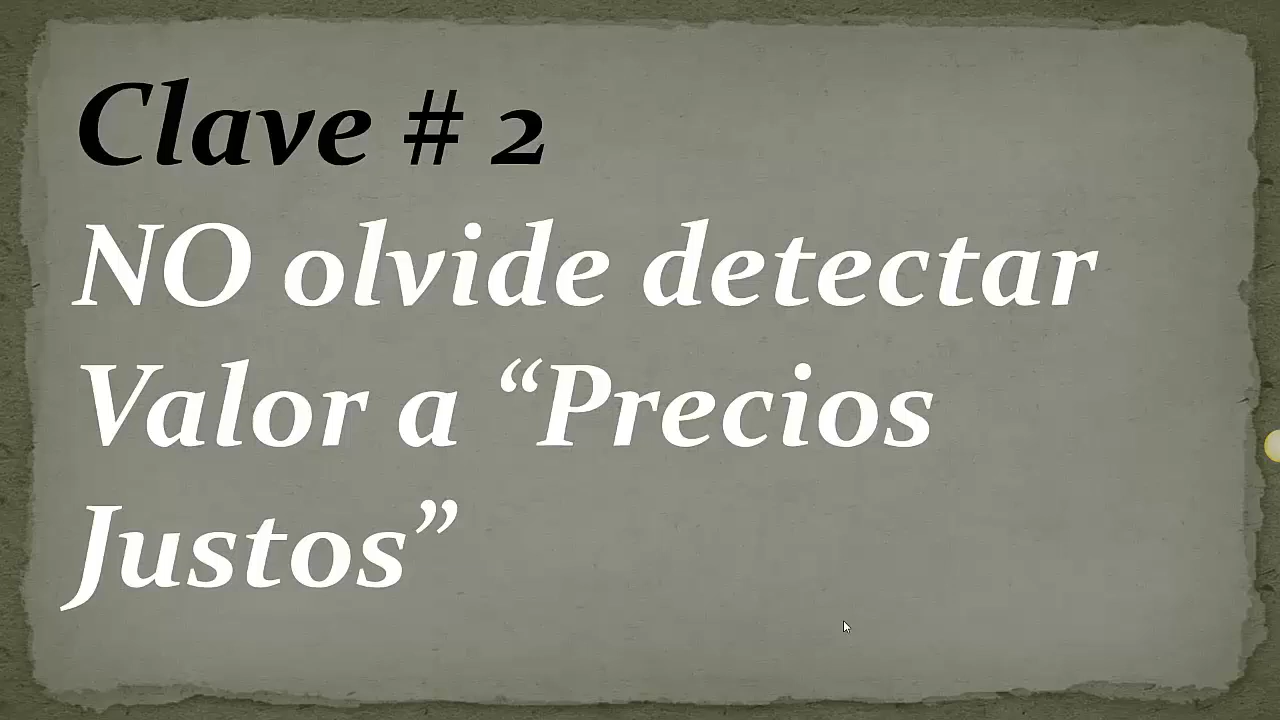 Clave # 2
NO olvide detectar
Valor a “Precios
Justos”